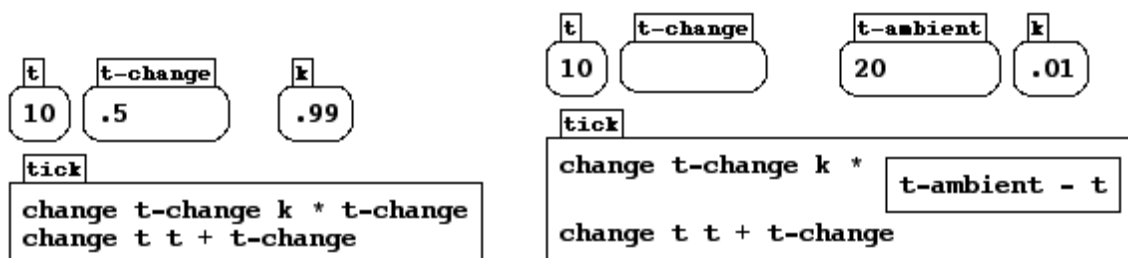 t t-change k
10 .5 .99
tick
change t-change k * t-change
change t t + t-change
t t-change t-ambient k
10 20 .01
tick
change t-change k * t-ambient - t
change t t + t-change